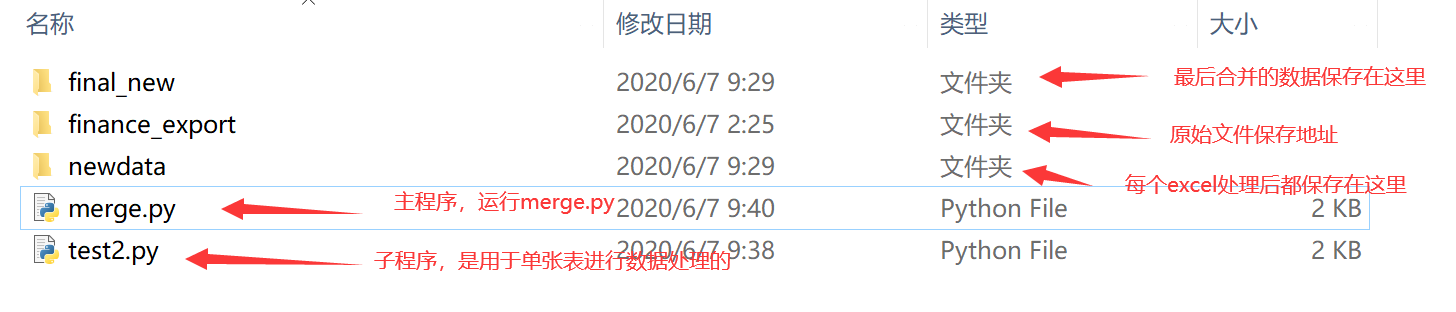 名称 修改日期 类型 大小
final_new 2020/6/7 9:29 文件夹 最后合并的数据保存在这里
finance_export 2020/6/7 2:25 文件夹 原始文件保存地址
newdata 2020/6/7 9:29 文件夹 每个excel处理后都保存在这里
merge.py 主程序，运行merge.py 2020/6/7 9:40 Python File 2 KB
test2.py 子程序，是用于单张表进行数据处理的 2020/6/7 9:38 Python File 2 KB